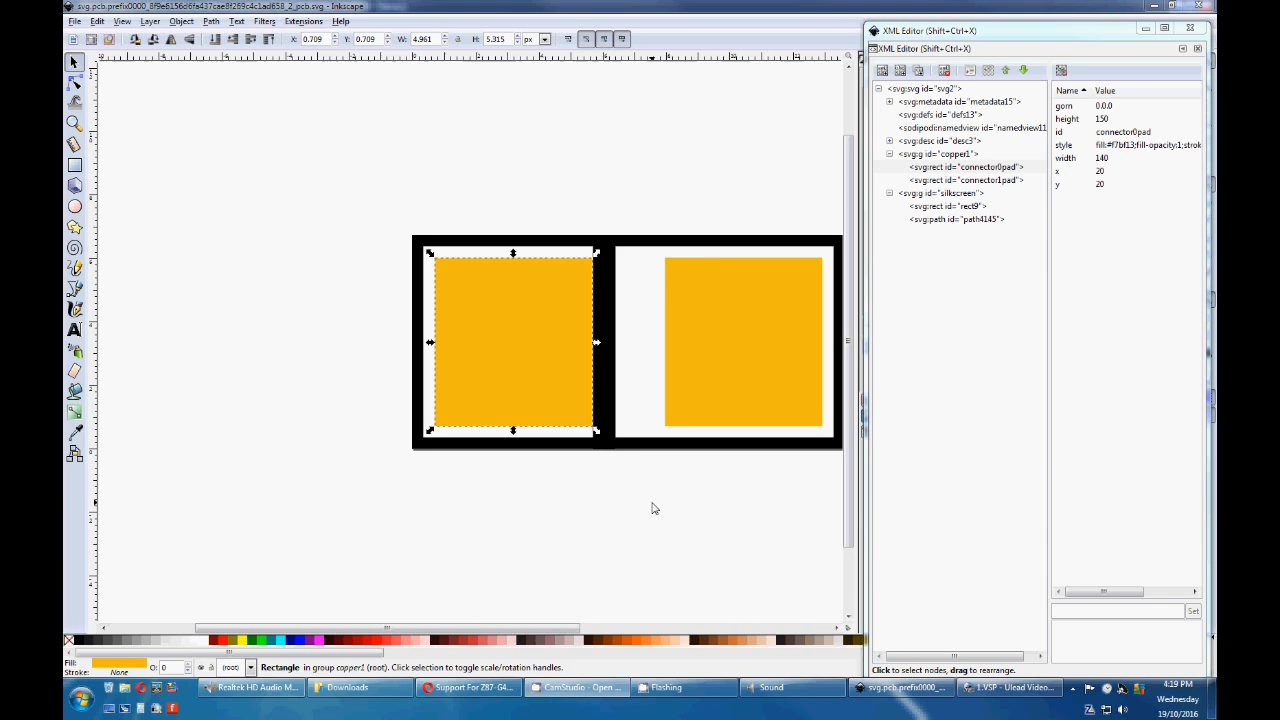 svg.pcb.prefix0000_8f9e6156d6fa437cae8f269c4c1ad658_2_pcb.svg - Inkscape
File Edit View Layer Object Path Text Filters Extensions Help
X: 0.709 Y: 0.709 W: 4.961 H: 5.315 px
XML Editor (Shift+Ctrl+X)
XML Editor (Shift+Ctrl+X)
Name Value
<svg:svg id="svg2">
<svg:metadata id="metadata15">
<svg:defs id="defs13">
<sodipodi:namedview id="namedview11
<svg:desc id="desc3">
<svg:g id="copper1">
<svg:rect id="connector0pad">
<svg:rect id="connector1pad">
<svg:g id="silkscreen">
<svg:rect id="rect9">
<svg:path id="path4145">
gorn 0.0.0
height 150
id connector0pad
style fill:#f7bf13;fill-opacity:1;strok
width 140
x 20
y 20
Set
Click to select nodes, drag to rearrange.
Fill:
Stroke: None
O: 0
(root)
Rectangle in group copper1 (root). Click selection to toggle scale/rotation handles.
Realtek HD Audio M...
Downloads
Support For Z87-G4...
CamStudio - Open ...
Flashing
Sound
svg.pcb.prefix0000_...
1.VSP - Ulead Video...
4:19 PM
Wednesday
19/10/2016